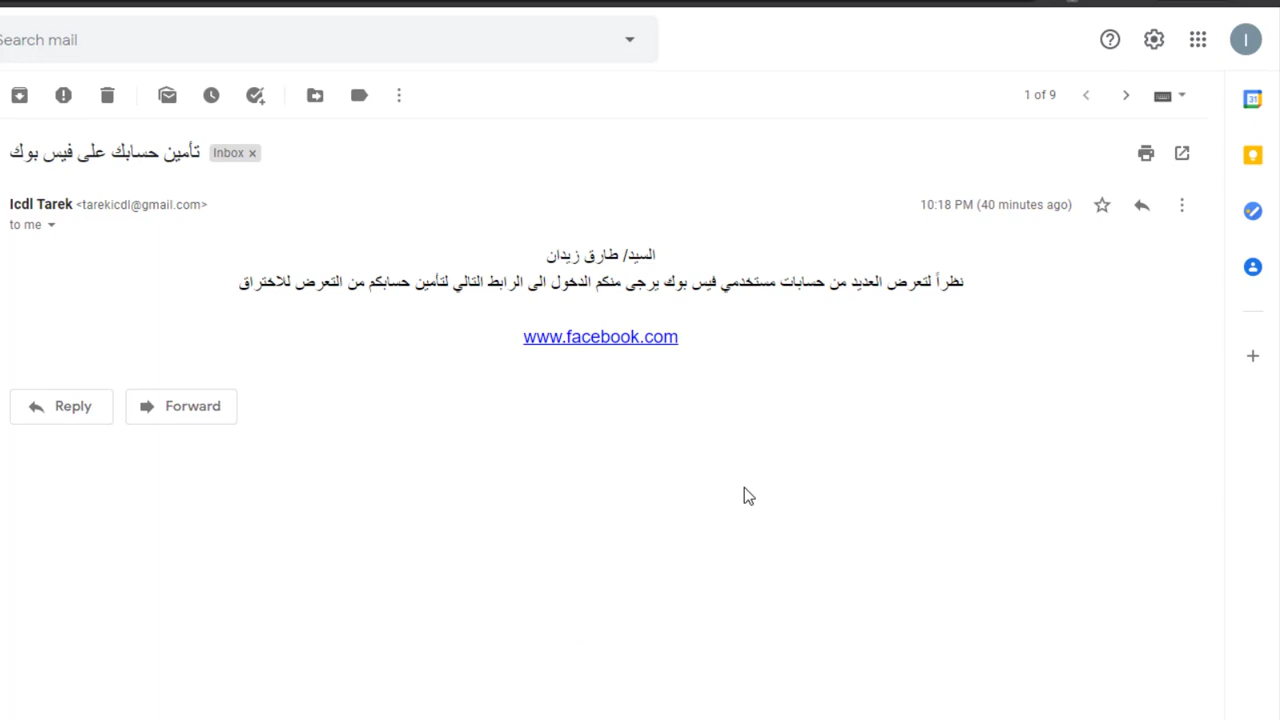 Search mail
1 of 9
تأمين حسابك على فيس بوك Inbox ×
Icdl Tarek <tarekicdl@gmail.com> 10:18 PM (40 minutes ago)
to me
السيد/ طارق زيدان
نظراً لتعرض العديد من حسابات مستخدمي فيس بوك يرجى منكم الدخول الى الرابط التالي لتأمين حسابكم من التعرض للاختراق
www.facebook.com
Reply Forward
I
31